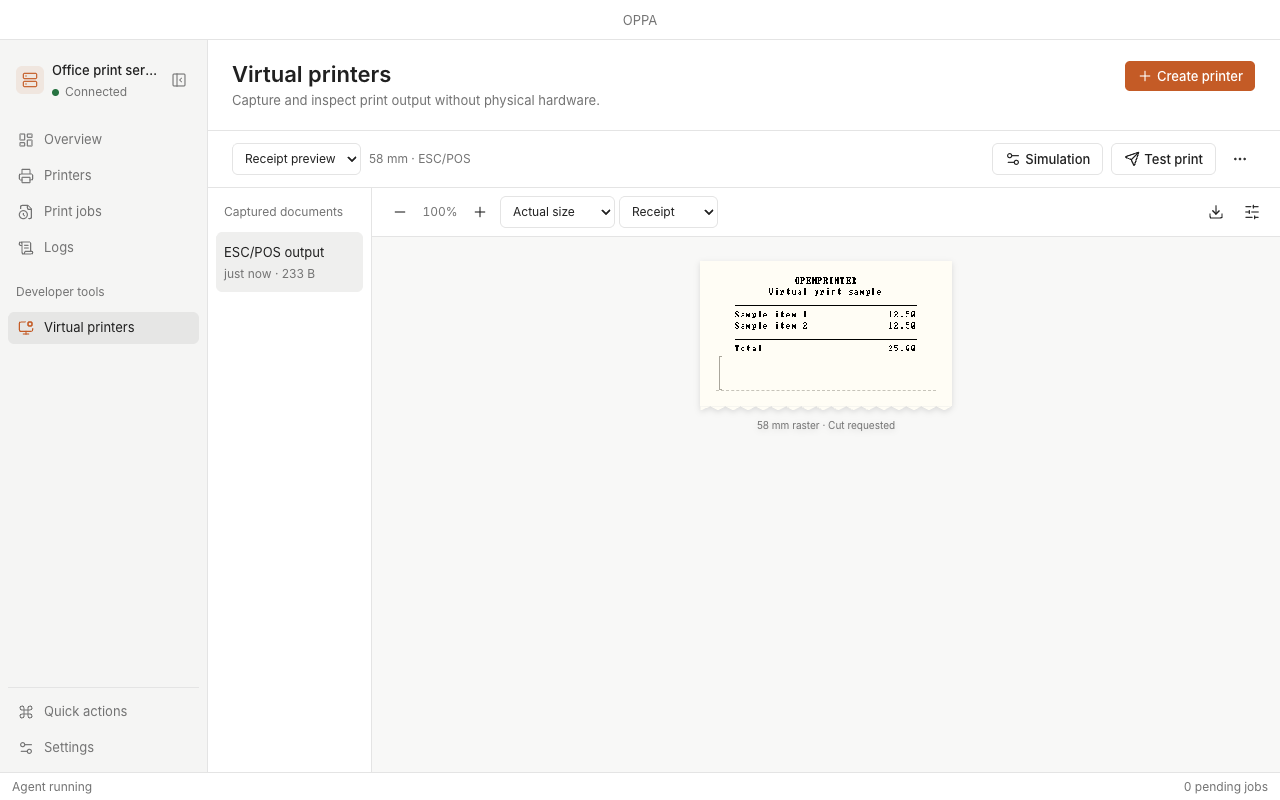 OPPA
Office print ser...
Connected
Overview
Printers
Print jobs
Logs
Developer tools
Virtual printers
Quick actions
Settings
Virtual printers
Capture and inspect print output without physical hardware.
Create printer
Receipt preview
58 mm · ESC/POS
Simulation
Test print
Captured documents
ESC/POS output
just now · 233 B
100%
Actual size
Receipt
OPENPRINTER
Virtual print sample
Sample item 1 12.50
Sample item 2 12.50
Total 25.00
58 mm raster · Cut requested
Agent running
0 pending jobs